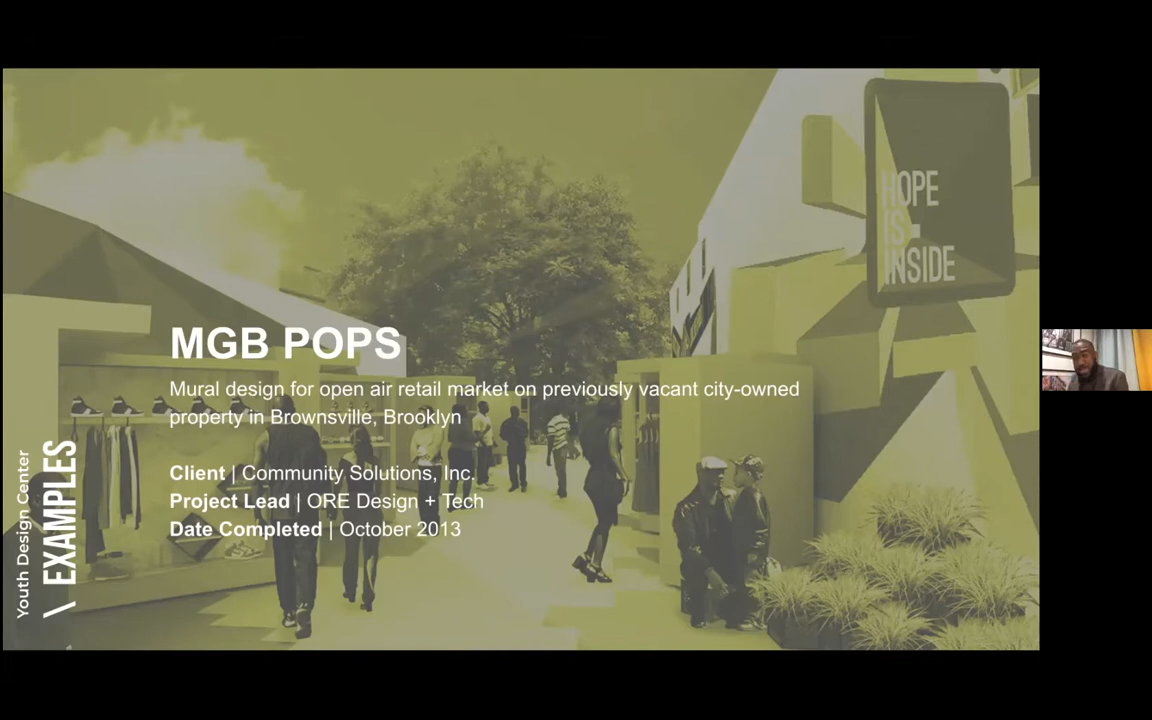 HOPE
IS
INSIDE
MGB POPS
Mural design for open air retail market on previously vacant city-owned
property in Brownsville, Brooklyn
Client | Community Solutions, Inc.
Project Lead | ORE Design + Tech
Date Completed | October 2013
Youth Design Center
\ EXAMPLES